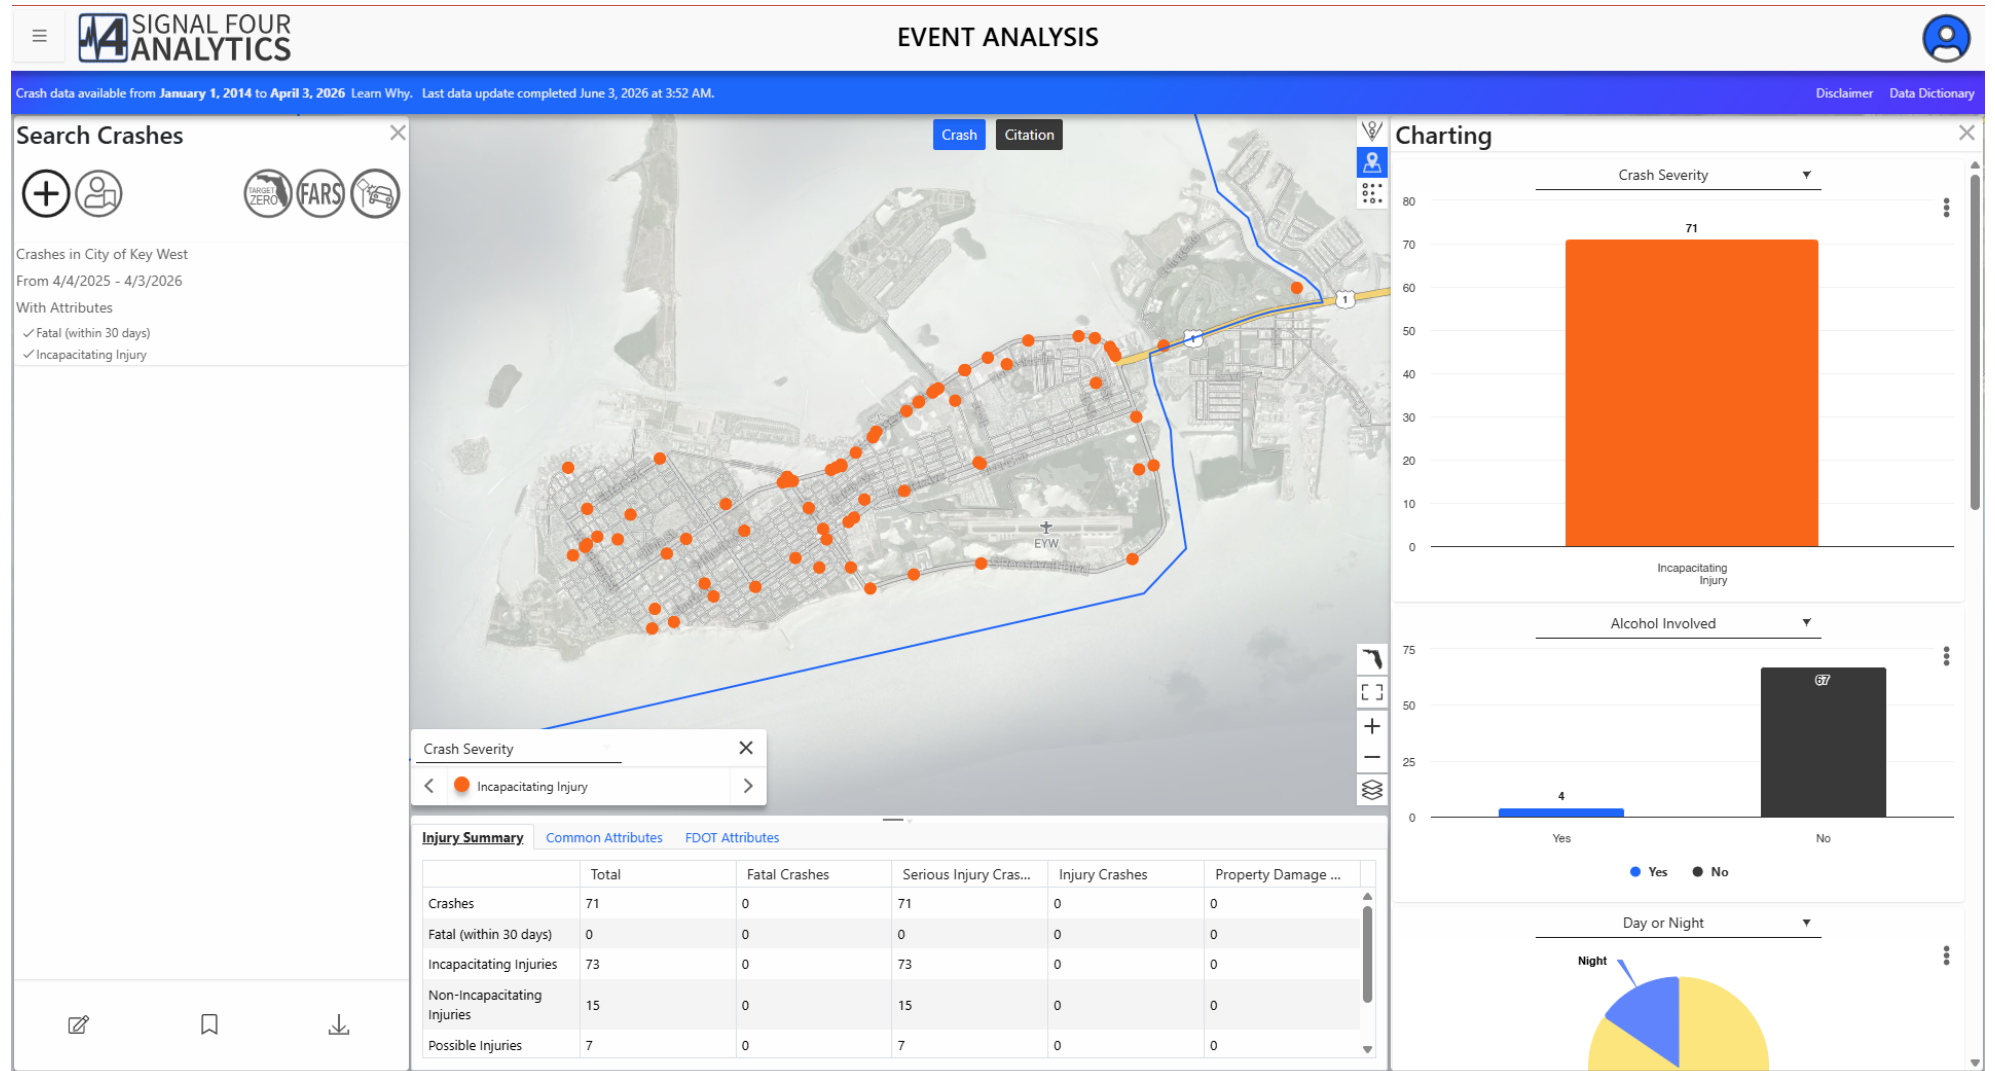 SIGNAL FOUR
ANALYTICS
EVENT ANALYSIS
Crash data available from January 1, 2014 to April 3, 2026 Learn Why. Last data update completed June 3, 2026 at 3:52 AM.
Disclaimer Data Dictionary
Search Crashes
TARGET
ZERO
FARS
Crashes in City of Key West
From 4/4/2025 - 4/3/2026
With Attributes
Fatal (within 30 days)
Incapacitating Injury
Crash Citation
1
1
EYW
Crash Severity
Incapacitating Injury
Injury Summary Common Attributes FDOT Attributes
Total Fatal Crashes Serious Injury Cras... Injury Crashes Property Damage ...
Crashes 71 0 71 0 0
Fatal (within 30 days) 0 0 0 0 0
Incapacitating Injuries 73 0 73 0 0
Non-Incapacitating
Injuries 15 0 15 0 0
Possible Injuries 7 0 7 0 0
Charting
Crash Severity
80
71
70
60
50
40
30
20
10
0
Incapacitating
Injury
Alcohol Involved
75
67
50
25
4
0
Yes No
Yes No
Day or Night
Night